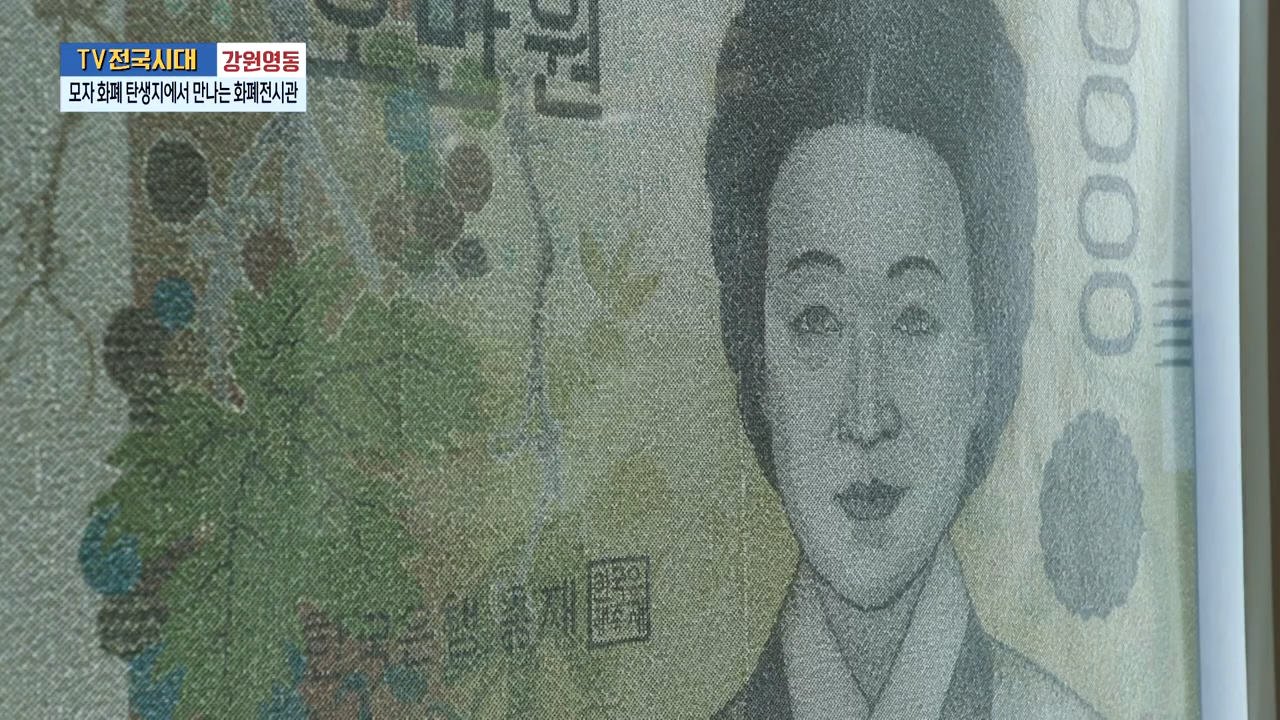 TV전국시대 강원영동
모자 화폐 탄생지에서 만나는 화폐전시관
오만 원
0000
한국은행총재